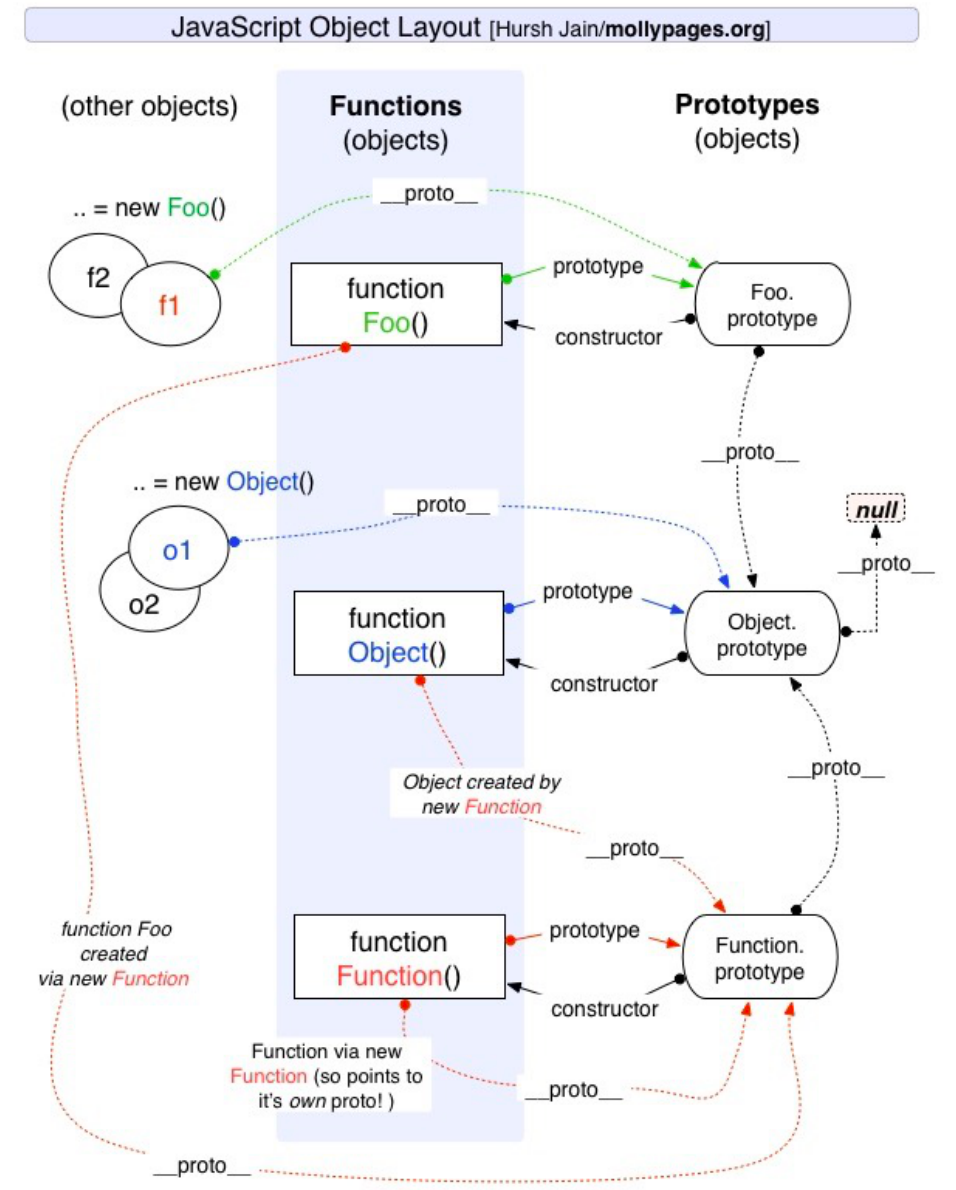 JavaScript Object Layout [Hursh Jain/mollypages.org]
(other objects)
Functions
(objects)
Prototypes
(objects)
__proto__
.. = new Foo()
f2
f1
function
Foo()
prototype
constructor
Foo.
prototype
__proto__
.. = new Object()
__proto__
null
__proto__
o1
o2
function
Object()
prototype
constructor
Object.
prototype
__proto__
Object created by
new Function
__proto__
function Foo
created
via new Function
function
Function()
prototype
constructor
Function.
prototype
Function via new
Function (so points to
it's own proto! )
__proto__
__proto__